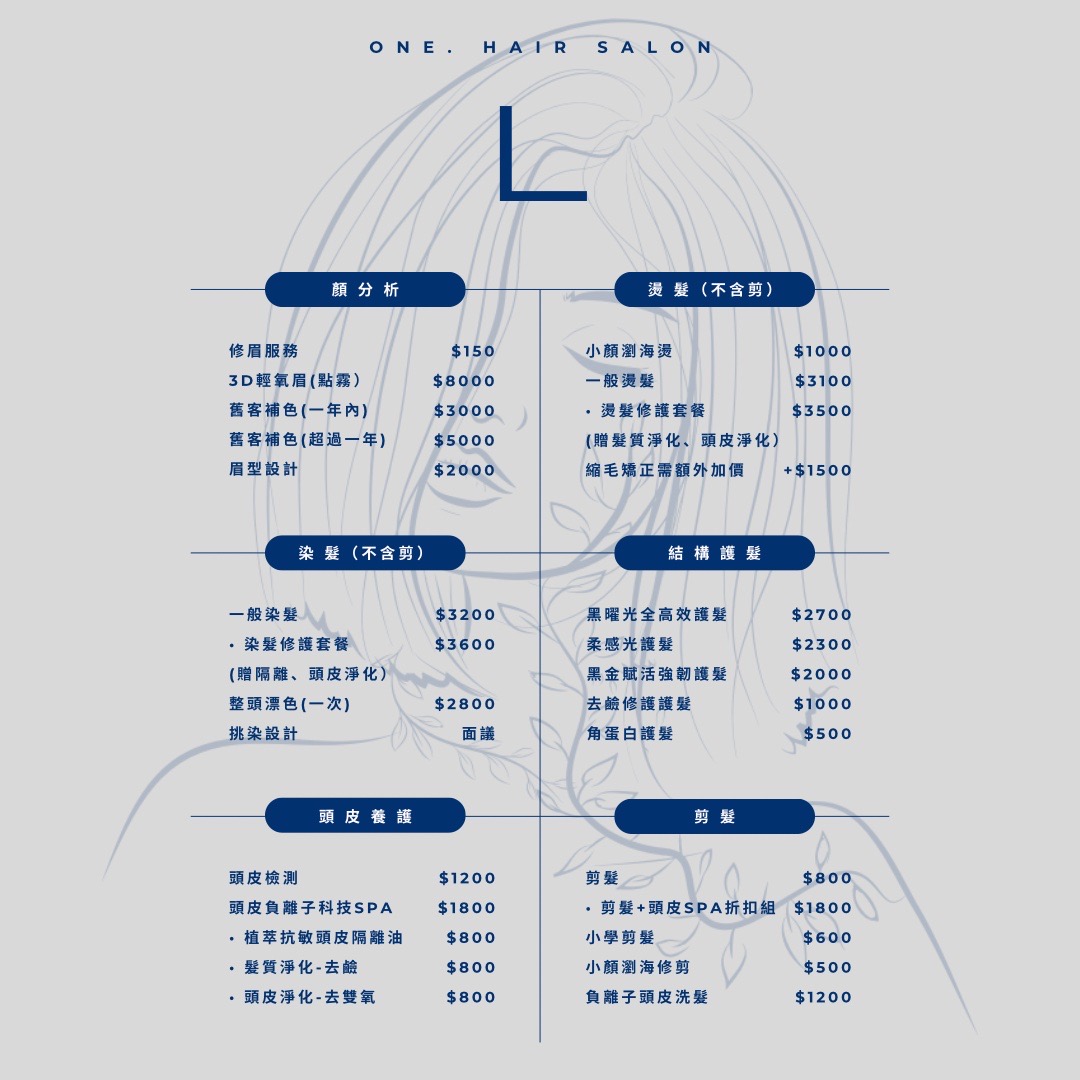 ONE. HAIR SALON
L
顏分析
修眉服務 $150
3D輕氧眉(點霧) $8000
舊客補色(一年內) $3000
舊客補色(超過一年) $5000
眉型設計 $2000
燙髮(不含剪)
小顏瀏海燙 $1000
一般燙髮 $3100
• 燙髮修護套餐 $3500
(贈髮質淨化、頭皮淨化)
縮毛矯正需額外加價 +$1500
染髮(不含剪)
一般染髮 $3200
• 染髮修護套餐 $3600
(贈隔離、頭皮淨化)
整頭漂色(一次) $2800
挑染設計 面議
結構護髮
黑曜光全高效護髮 $2700
柔感光護髮 $2300
黑金賦活強韌護髮 $2000
去鹼修護護髮 $1000
角蛋白護髮 $500
頭皮養護
頭皮檢測 $1200
頭皮負離子科技SPA $1800
• 植萃抗敏頭皮隔離油 $800
• 髮質淨化-去鹼 $800
• 頭皮淨化-去雙氧 $800
剪髮
剪髮 $800
• 剪髮+頭皮SPA折扣組 $1800
小學剪髮 $600
小顏瀏海修剪 $500
負離子頭皮洗髮 $1200